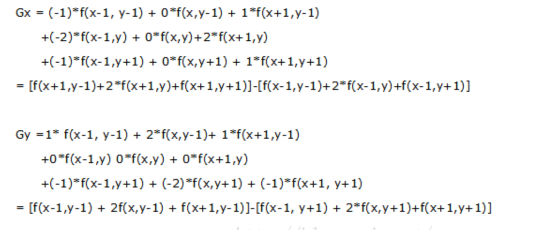 Gx = (-1)*f(x-1, y-1) + 0*f(x,y-1) + 1*f(x+1,y-1)
+(-2)*f(x-1,y) + 0*f(x,y)+2*f(x+1,y)
+(-1)*f(x-1,y+1) + 0*f(x,y+1) + 1*f(x+1,y+1)
= [f(x+1,y-1)+2*f(x+1,y)+f(x+1,y+1)]-[f(x-1,y-1)+2*f(x-1,y)+f(x-1,y+1)]
Gy =1* f(x-1, y-1) + 2*f(x,y-1)+ 1*f(x+1,y-1)
+0*f(x-1,y) 0*f(x,y) + 0*f(x+1,y)
+(-1)*f(x-1,y+1) + (-2)*f(x,y+1) + (-1)*f(x+1, y+1)
= [f(x-1,y-1) + 2f(x,y-1) + f(x+1,y-1)]-[f(x-1, y+1) + 2*f(x,y+1)+f(x+1,y+1)]